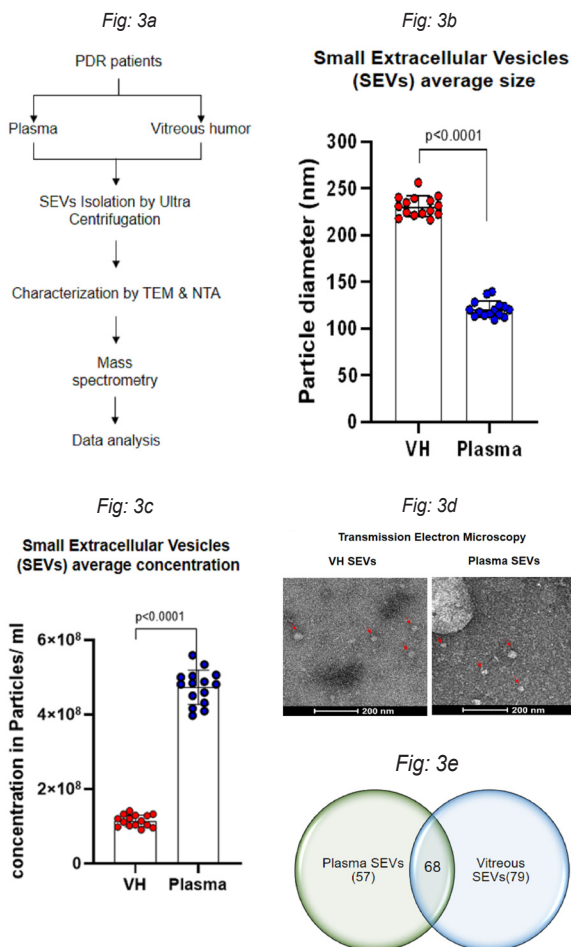 Fig: 3a
PDR patients
Plasma
Vitreous humor
SEVs Isolation by Ultra
Centrifugation
Characterization by TEM & NTA
Mass
spectrometry
Data analysis
Fig: 3b
Small Extracellular Vesicles
(SEVs) average size
p<0.0001
Particle diameter (nm)
300
250
200
150
100
50
0
VH
Plasma
Fig: 3c
Small Extracellular Vesicles
(SEVs) average concentration
p<0.0001
concentration in Particles/ ml
6×10⁸
4×10⁸
2×10⁸
0
VH
Plasma
Fig: 3d
Transmission Electron Microscopy
VH SEVs
Plasma SEVs
200 nm
200 nm
Fig: 3e
Plasma SEVs
(57)
68
Vitreous
SEVs(79)